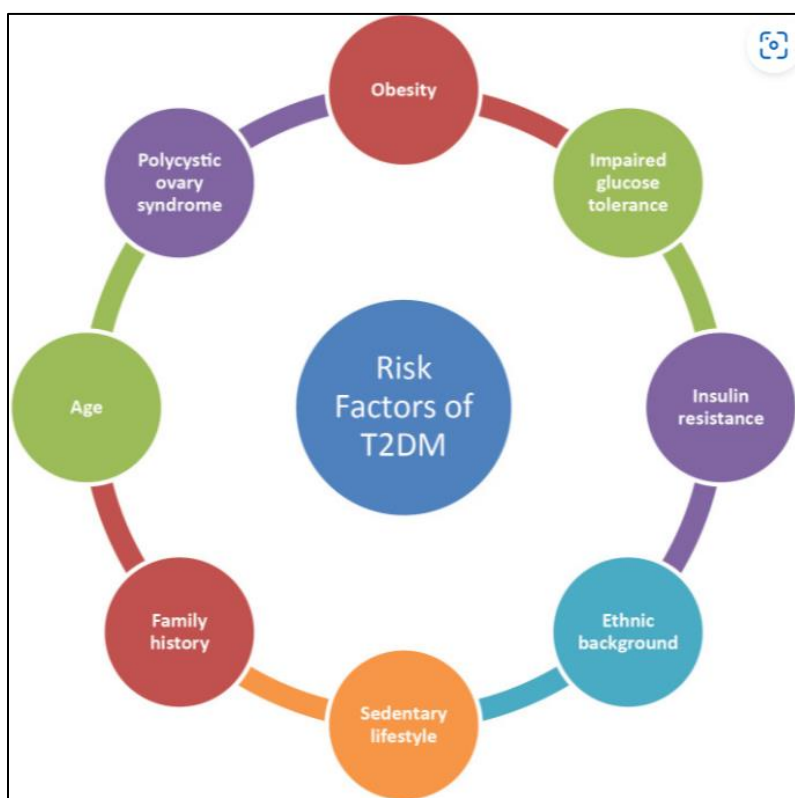 Obesity
Impaired
glucose
tolerance
Insulin
resistance
Ethnic
background
Sedentary
lifestyle
Family
history
Age
Polycystic
ovary
syndrome
Risk
Factors of
T2DM